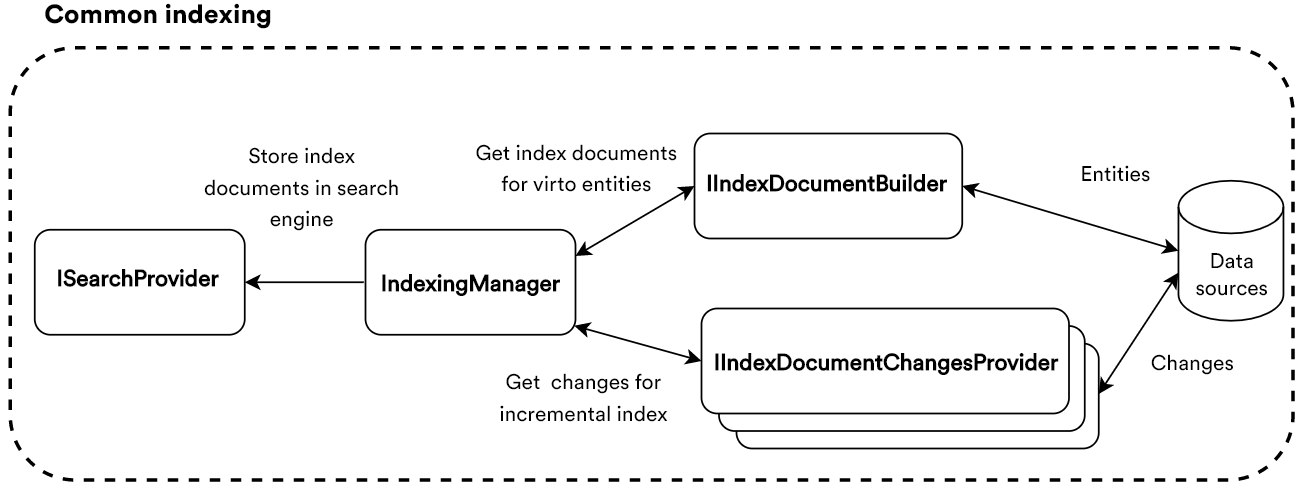 Common indexing
Store index
documents in search
engine
Get index documents
for virto entities
IIndexDocumentBuilder
Entities
ISearchProvider
IndexingManager
Data
sources
IIndexDocumentChangesProvider
Get changes for
incremental index
Changes